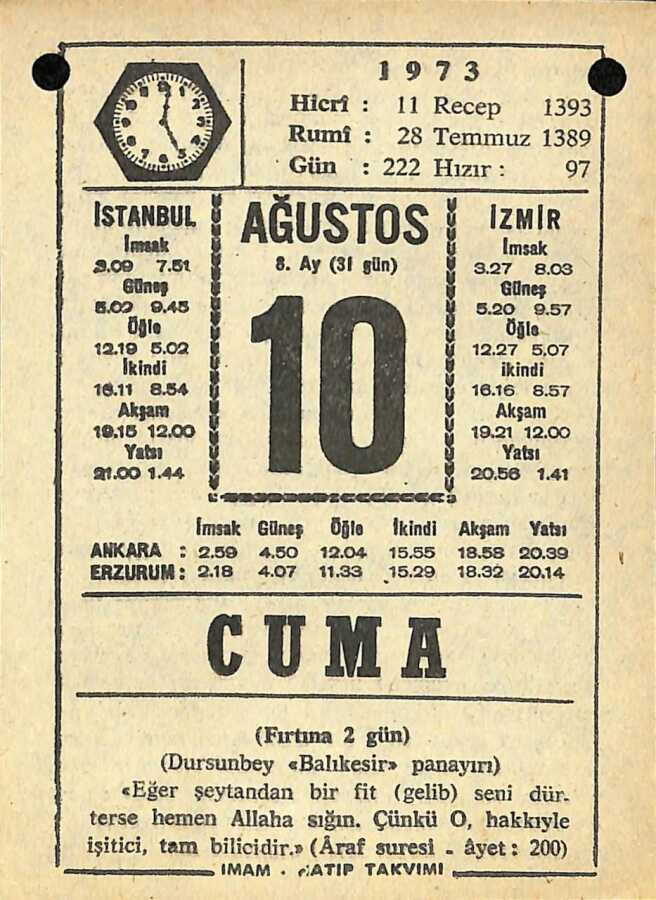 1973
Hicrî : 11 Recep 1393
Rumî : 28 Temmuz 1389
Gün : 222 Hızır : 97
İSTANBUL
İmsak
3.09 7.51
Güneş
5.02 9.45
Öğle
12.19 5.02
İkindi
16.11 8.54
Akşam
19.15 12.00
Yatsı
21.00 1.44
AĞUSTOS
8. Ay (31 gün)
10
İZMİR
İmsak
3.27 8.03
Güneş
5.20 9.57
Öğle
12.27 5.07
İkindi
16.16 8.57
Akşam
19.21 12.00
Yatsı
20.56 1.41
İmsak Güneş Öğle İkindi Akşam Yatsı
ANKARA : 2.59 4.50 12.04 15.55 18.58 20.39
ERZURUM : 2.18 4.07 11.33 15.29 18.32 20.14
CUMA
(Fırtına 2 gün)
(Dursunbey «Balıkesir» panayırı)
«Eğer şeytandan bir fit (gelib) seni dür-
terse hemen Allaha sığın. Çünkü O, hakkıyle
işitici, tam bilicidir.» (Âraf suresi - âyet : 200)
İMAM - HATİP TAKVİMİ